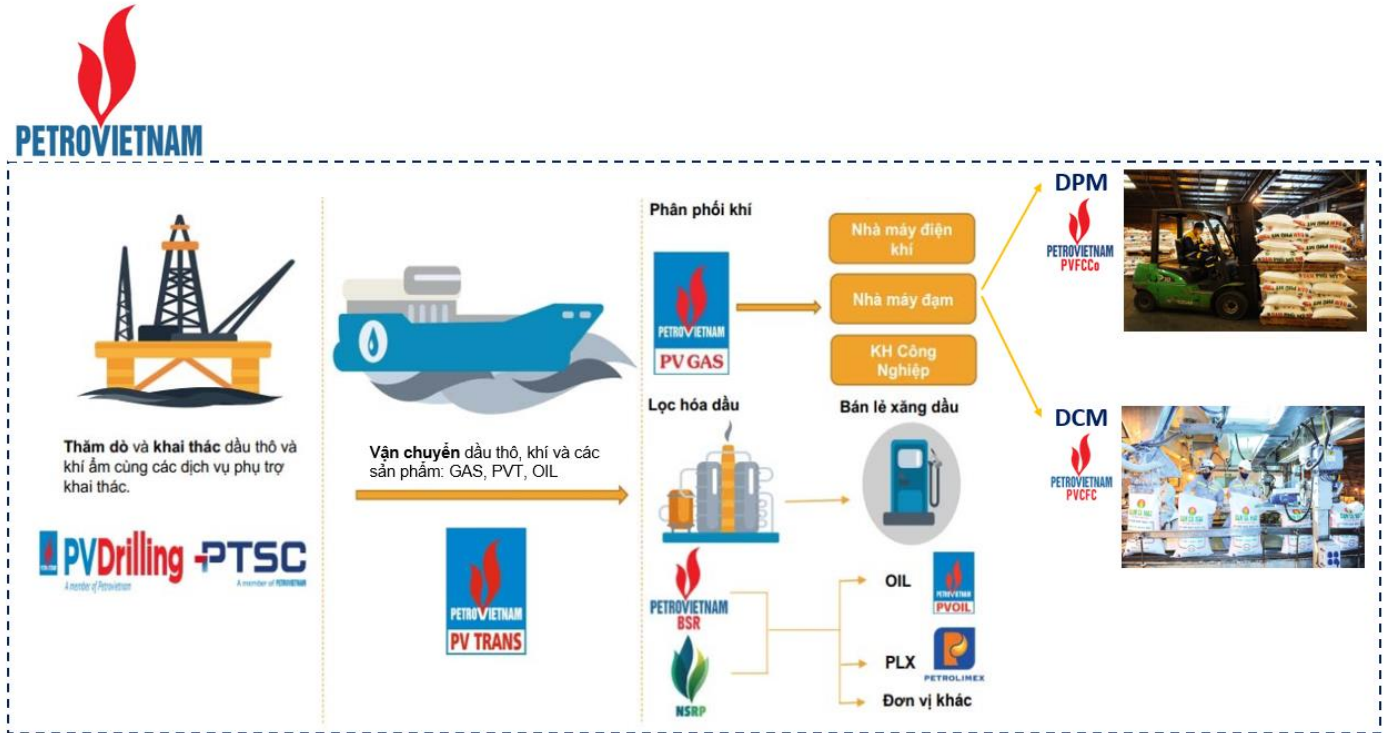 PETROVIETNAM
Thăm dò và khai thác dầu thô và
khí ẩm cùng các dịch vụ phụ trợ
khai thác.
PVDrilling
A member of Petrovietnam
PTSC
A member of PETROVIETNAM
Vận chuyển dầu thô, khí và các
sản phẩm: GAS, PVT, OIL
PETROVIETNAM
PV TRANS
Phân phối khí
PETROVIETNAM
PV GAS
Nhà máy điện
khí
Nhà máy đạm
KH Công
Nghiệp
Lọc hóa dầu
Bán lẻ xăng dầu
PETROVIETNAM
BSR
NSRP
OIL
PETROVIETNAM
PVOIL
PLX
PETROLIMEX
Đơn vị khác
DPM
PETROVIETNAM
PVFCCo
DCM
PETROVIETNAM
PVCFC